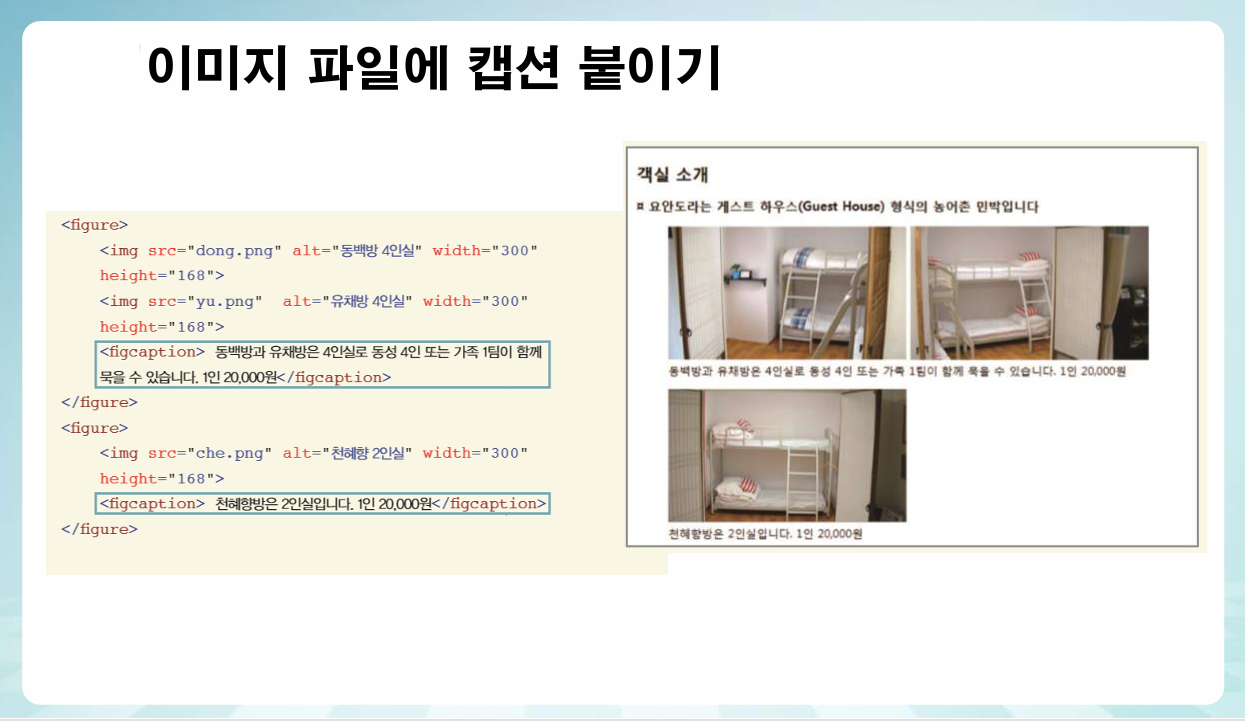 이미지 파일에 캡션 붙이기
<figure>
<img src="dong.png" alt="동백방 4인실" width="300"
height="168">
<img src="yu.png"  alt="유채방 4인실" width="300"
height="168">
<figcaption> 동백방과 유채방은 4인실로 동성 4인 또는 가족 1팀이 함께
묵을 수 있습니다. 1인 20,000원</figcaption>
</figure>
<figure>
<img src="che.png" alt="천혜향 2인실" width="300"
height="168">
<figcaption> 천혜향방은 2인실입니다. 1인 20,000원</figcaption>
</figure>
객실 소개
¤ 요안도라는 게스트 하우스(Guest House) 형식의 농어촌 민박입니다
동백방과 유채방은 4인실로 동성 4인 또는 가족 1팀이 함께 묵을 수 있습니다. 1인 20,000원
천혜향방은 2인실입니다. 1인 20,000원